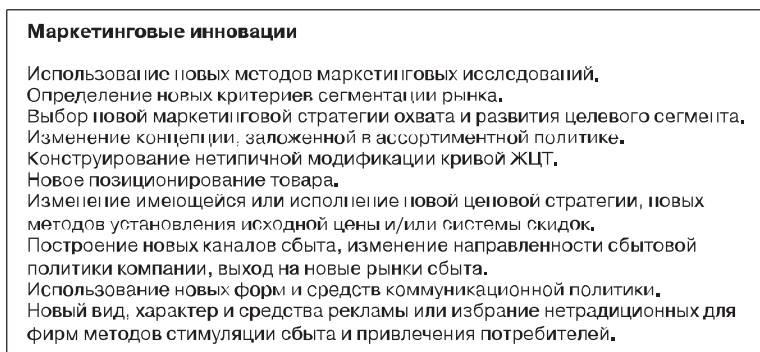 Маркетинговые инновации
Использование новых методов маркетинговых исследований.
Определение новых критериев сегментации рынка.
Выбор новой маркетинговой стратегии охвата и развития целевого сегмента.
Изменение концепции, заложенной в ассортиментной политике.
Конструирование нетипичной модификации кривой ЖЦТ.
Новое позиционирование товара.
Изменение имеющейся или исполнение новой ценовой стратегии, новых
методов установления исходной цены и/или системы скидок.
Построение новых каналов сбыта, изменение направленности сбытовой
политики компании, выход на новые рынки сбыта.
Использование новых форм и средств коммуникационной политики.
Новый вид, характер и средства рекламы или избрание нетрадиционных для
фирм методов стимуляции сбыта и привлечения потребителей.